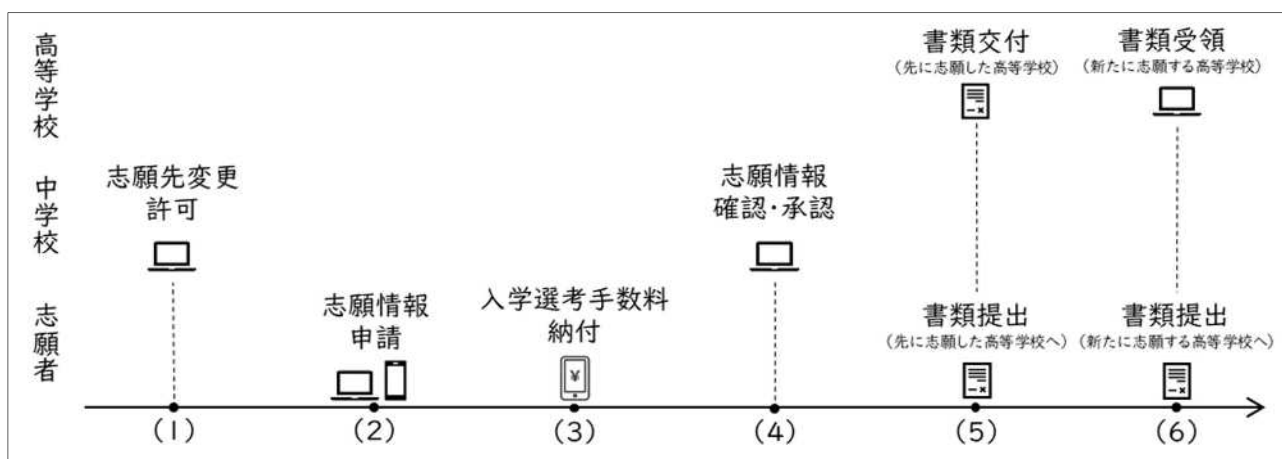 高等学校
書類交付
（先に志願した高等学校）
書類受領
（新たに志願する高等学校）
中学校
志願先変更
許可
志願情報
確認・承認
志願者
志願情報
申請
入学選考手数料
納付
¥
書類提出
（先に志願した高等学校へ）
書類提出
（新たに志願する高等学校へ）
(1)
(2)
(3)
(4)
(5)
(6)